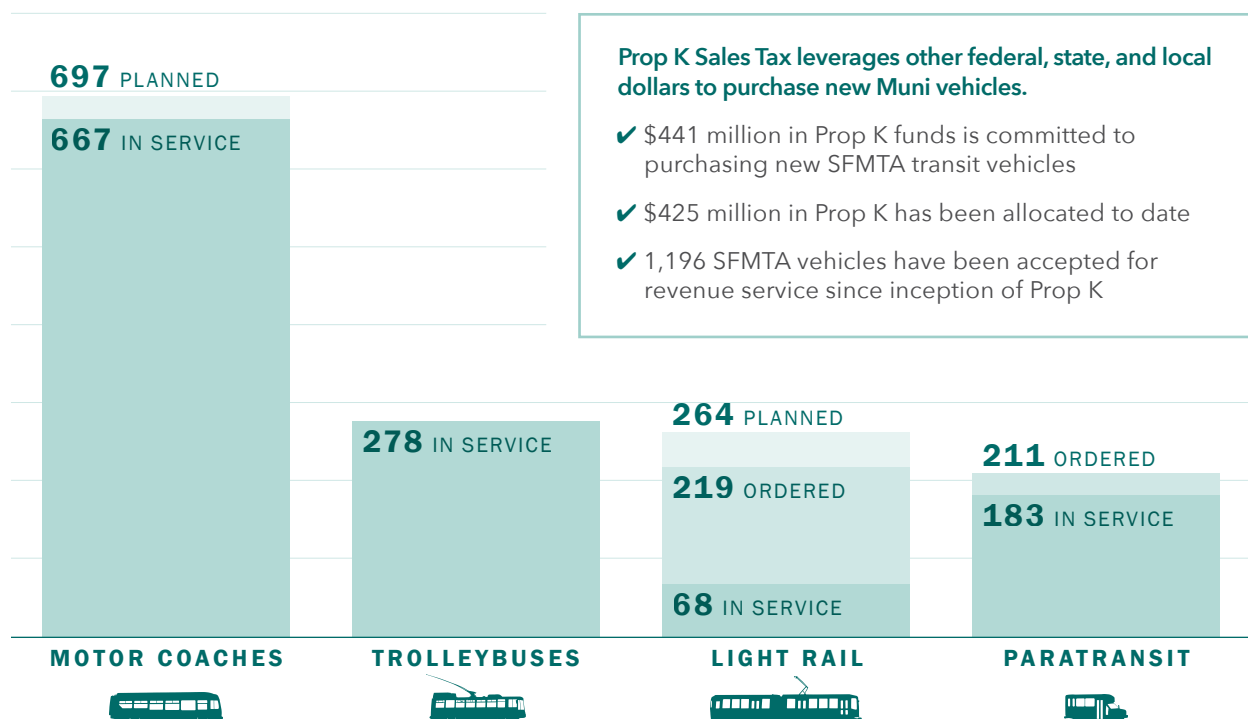 697 PLANNED
667 IN SERVICE
Prop K Sales Tax leverages other federal, state, and local
dollars to purchase new Muni vehicles.
✔ $441 million in Prop K funds is committed to
purchasing new SFMTA transit vehicles
✔ $425 million in Prop K has been allocated to date
✔ 1,196 SFMTA vehicles have been accepted for
revenue service since inception of Prop K
278 IN SERVICE
264 PLANNED
219 ORDERED
68 IN SERVICE
211 ORDERED
183 IN SERVICE
MOTOR COACHES
TROLLEYBUSES
LIGHT RAIL
PARATRANSIT